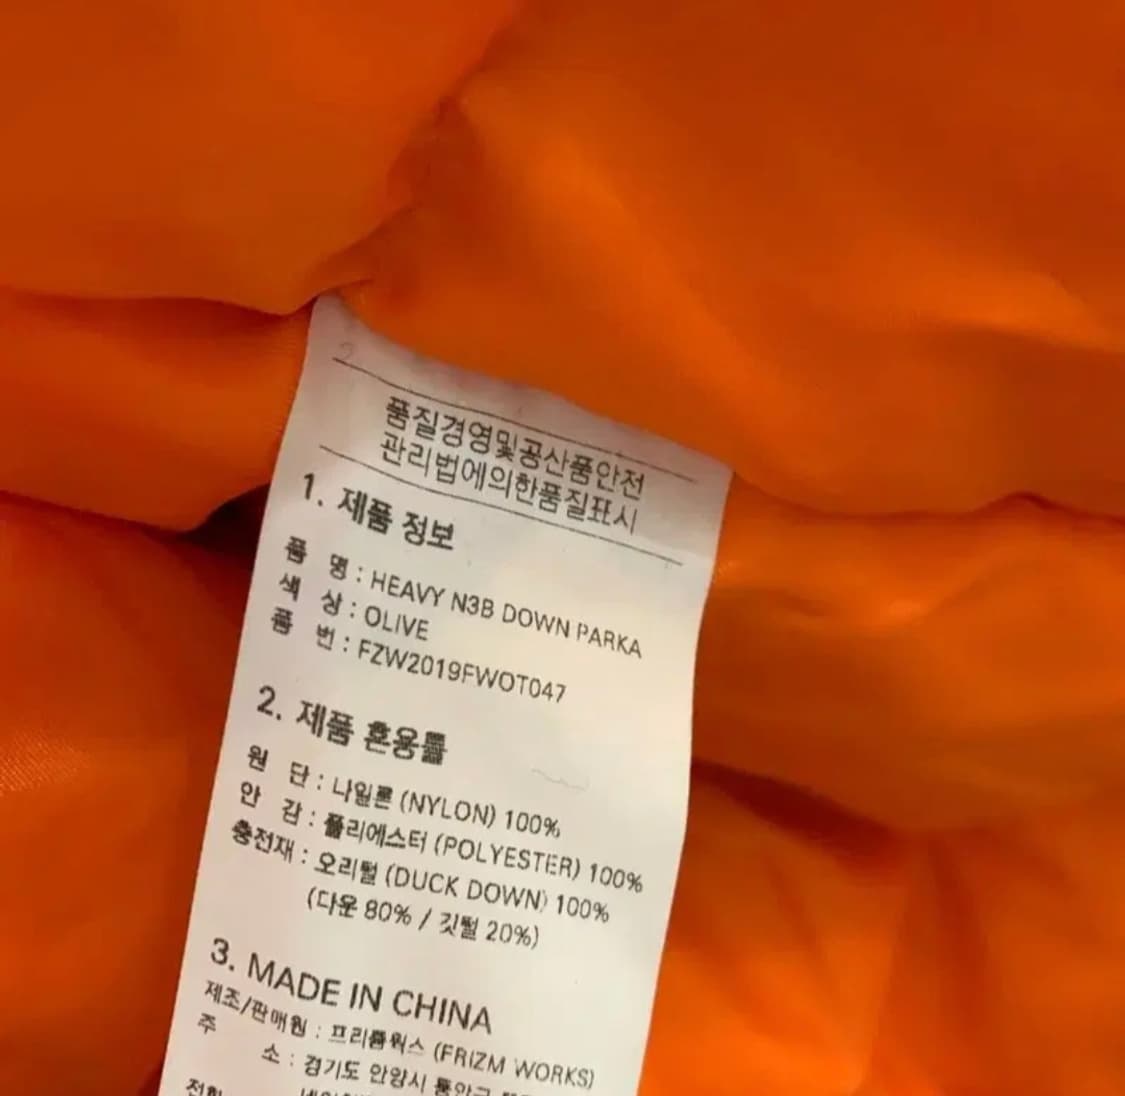 품질경영및공산품안전
관리법에의한품질표시
1. 제품 정보
품 명 : HEAVY N3B DOWN PARKA
색 상 : OLIVE
품 번 : FZW2019FWOT047
2. 제품 혼용률
원 단 : 나일론 (NYLON) 100%
안 감 : 폴리에스터 (POLYESTER) 100%
충전재 : 오리털 (DUCK DOWN) 100%
(다운 80% / 깃털 20%)
3. MADE IN CHINA
제조/판매원 : 프리즘웍스 (FRIZM WORKS)
주 소 : 경기도 안양시 동안구